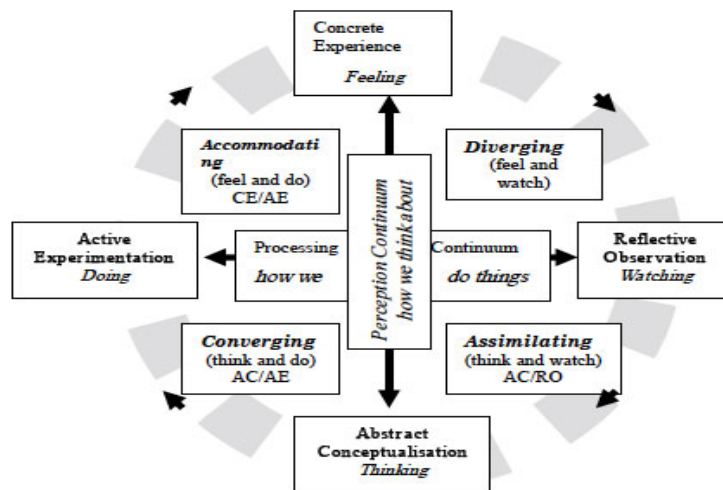 Concrete
Experience
Feeling
Accommodati
ng
(feel and do)
CE/AE
Diverging
(feel and
watch)
Perception Continuum
how we think about
Active
Experimentation
Doing
Processing
how we
Continuum
do things
Reflective
Observation
Watching
Converging
(think and do)
AC/AE
Assimilating
(think and watch)
AC/RO
Abstract
Conceptualisation
Thinking